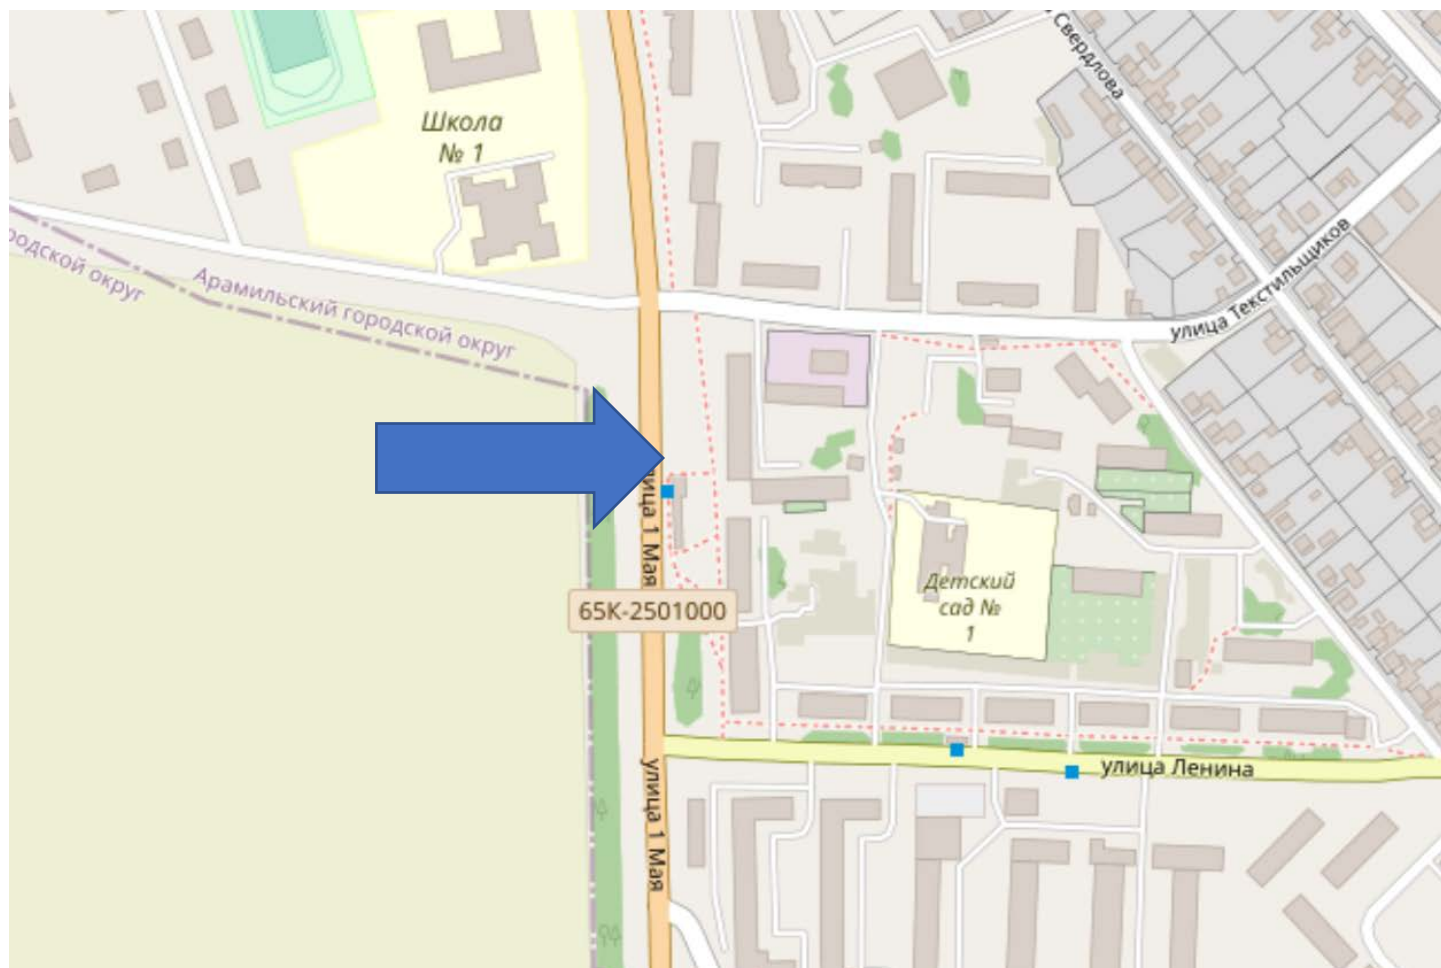 Свердлова
Школа
№ 1
улица Текстильщиков
городской округ
Арамильский городской округ
улица 1 Мая
65К-2501000
Детский
сад №
1
улица Ленина
улица 1 Мая